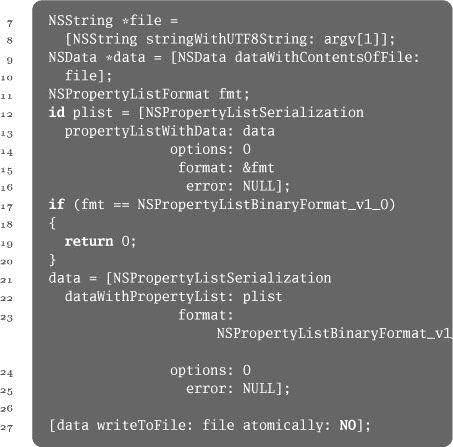 7 NSString *file =
8 [NSString stringWithUTF8String: argv[1]];
9 NSData *data = [NSData dataWithContentsOfFile:
10 file];
11 NSPropertyListFormat fmt;
12 id plist = [NSPropertyListSerialization
13 propertyListWithData: data
14 options: 0
15 format: &fmt
16 error: NULL];
17 if (fmt == NSPropertyListBinaryFormat_v1_0)
18 {
19 return 0;
20 }
21 data = [NSPropertyListSerialization
22 dataWithPropertyList: plist
23 format:
NSPropertyListBinaryFormat_v1_
24 options: 0
25 error: NULL];
26
27 [data writeToFile: file atomically: NO];